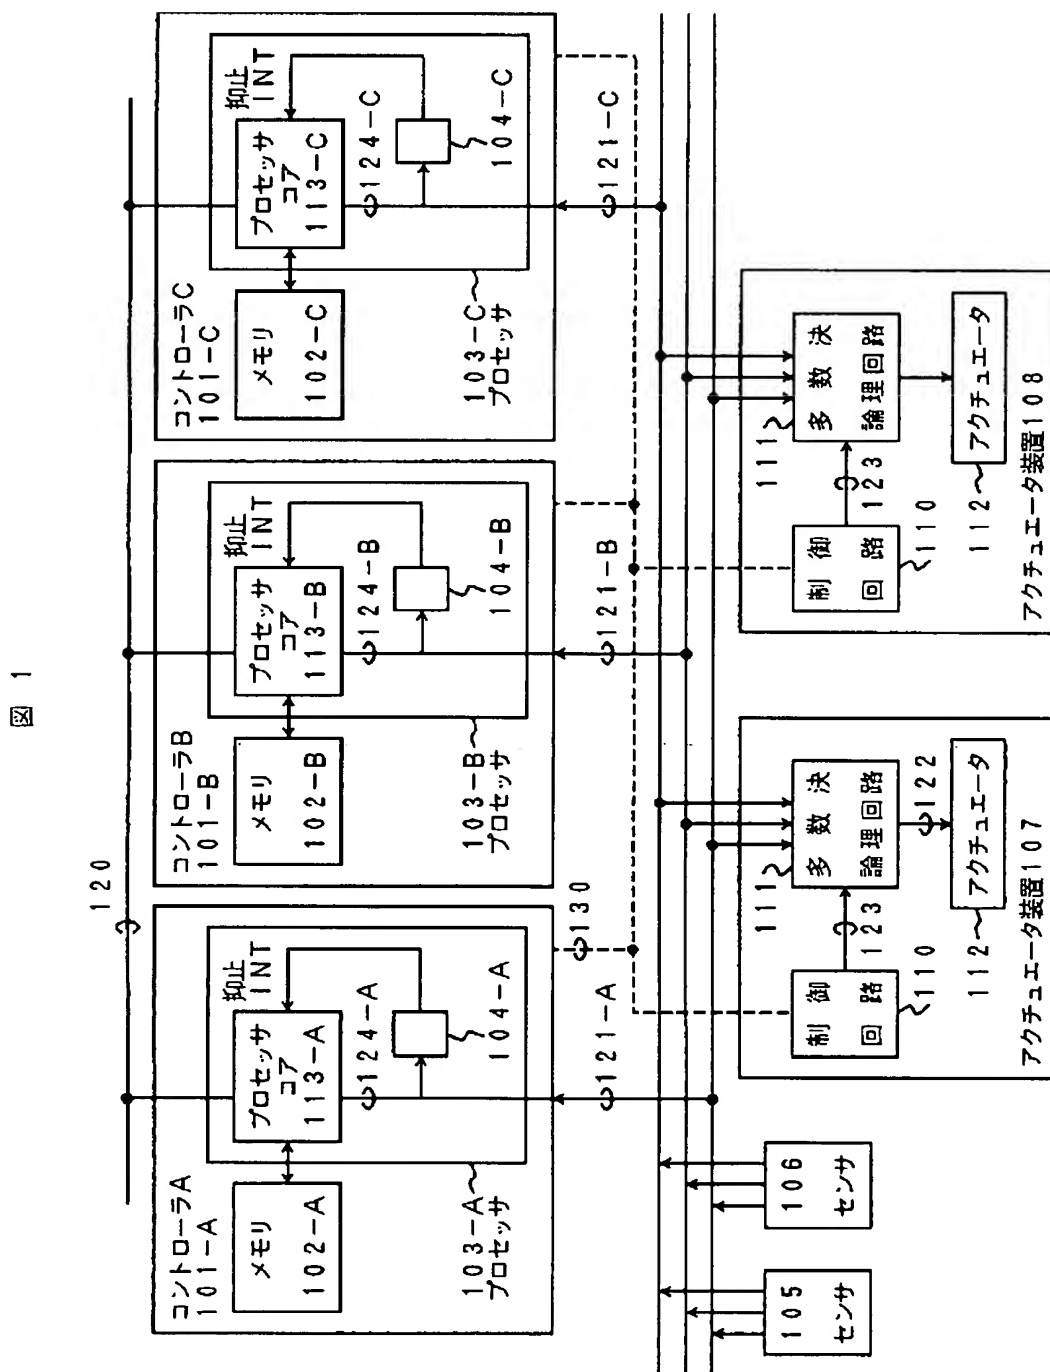 図 1
120
コントローラA
101-A
メモリ
102-A
プロセッサ
コア
113-A
抑止
INT
124-A
104-A
103-A
プロセッサ
121-A
130
コントローラB
101-B
メモリ
102-B
プロセッサ
コア
113-B
抑止
INT
124-B
104-B
103-B
プロセッサ
121-B
コントローラC
101-C
メモリ
102-C
プロセッサ
コア
113-C
抑止
INT
124-C
104-C
103-C
プロセッサ
121-C
105
センサ
106
センサ
制御
回路
110
123
111
多数決
論理回路
122
112
アクチュエータ
アクチュエータ装置107
制御
回路
110
123
111
多数決
論理回路
112
アクチュエータ
アクチュエータ装置108